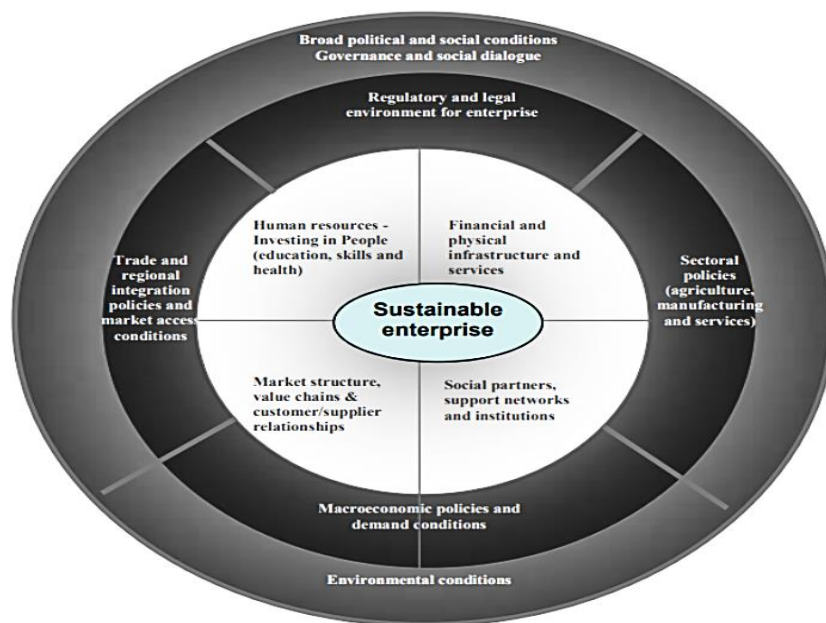 Broad political and social conditions
Governance and social dialogue
Regulatory and legal
environment for enterprise
Human resources -
Investing in People
(education, skills and
health)
Financial and
physical
infrastructure and
services
Trade and
regional
integration
policies and
market access
conditions
Sectoral
policies
(agriculture,
manufacturing
and services)
Sustainable
enterprise
Market structure,
value chains &
customer/supplier
relationships
Social partners,
support networks
and institutions
Macroeconomic policies and
demand conditions
Environmental conditions